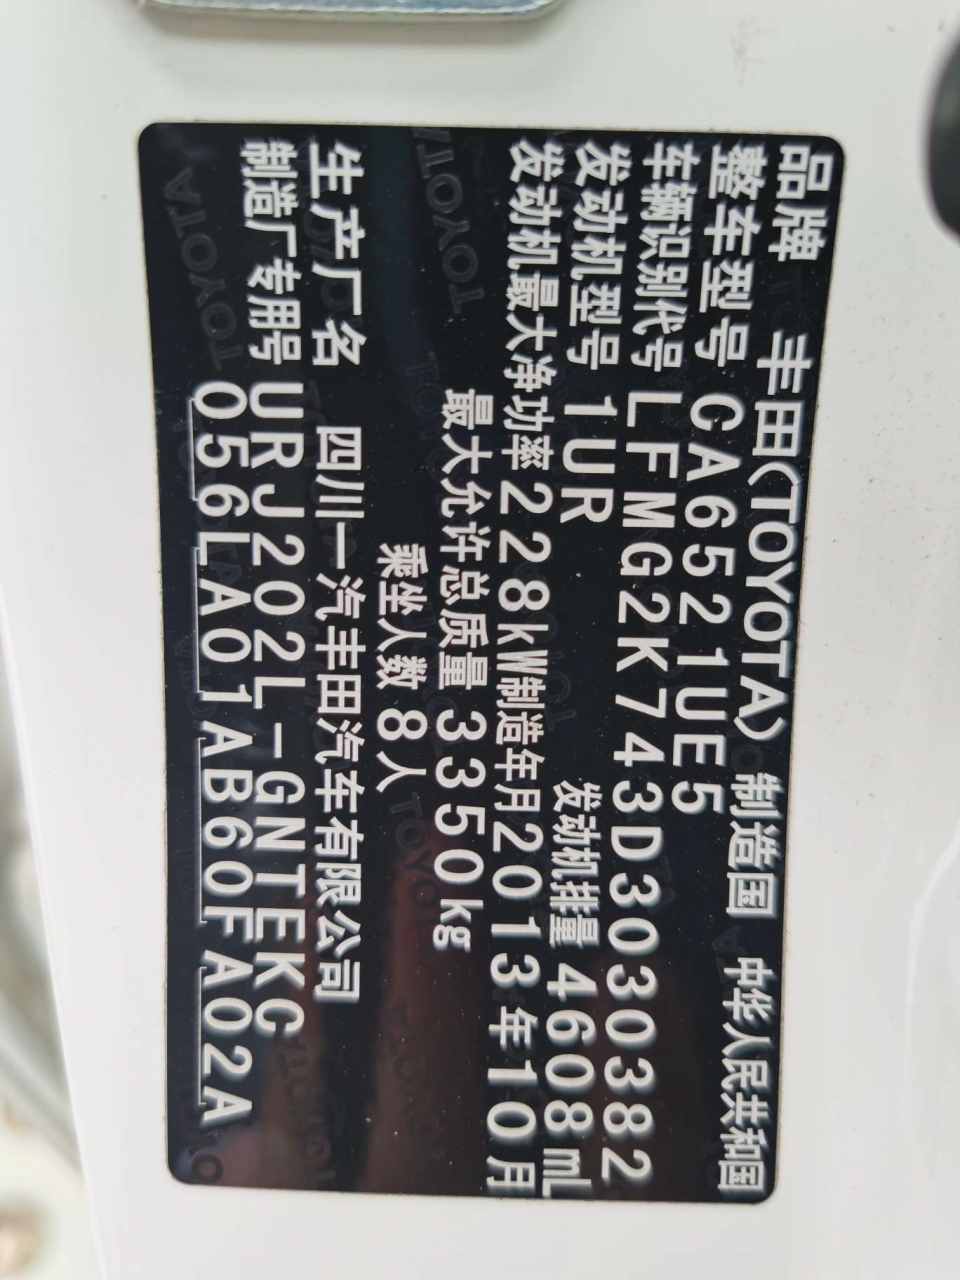 品牌 丰田(TOYOTA) 制造国 中华人民共和国
整车型号 CA6521UE5
车辆识别代号 LFMG2K743D3030382
发动机型号 1UR 发动机排量 4608mL
发动机最大净功率228kW制造年月2013年10月
最大允许总质量 3350kg
乘坐人数 8人
生产厂名 四川一汽丰田汽车有限公司
制造厂专用号 URJ202L-GNTEKC
056LA01AB60FA02A